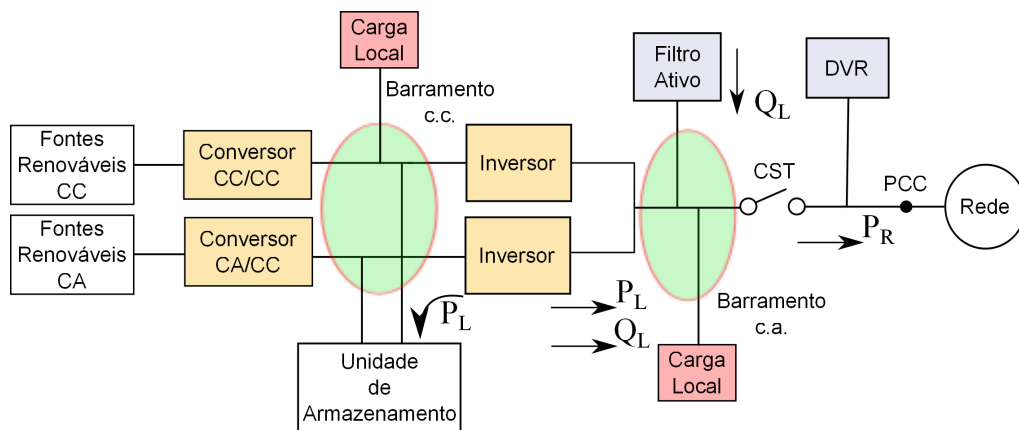 Carga
Local
Filtro
Ativo
Q_L
DVR
Barramento
c.c.
Fontes
Renováveis
CC
Conversor
CC/CC
Inversor
CST
PCC
Rede
P_R
Fontes
Renováveis
CA
Conversor
CA/CC
Inversor
P_L
P_L
Q_L
Barramento
c.a.
Unidade
de
Armazenamento
Carga
Local